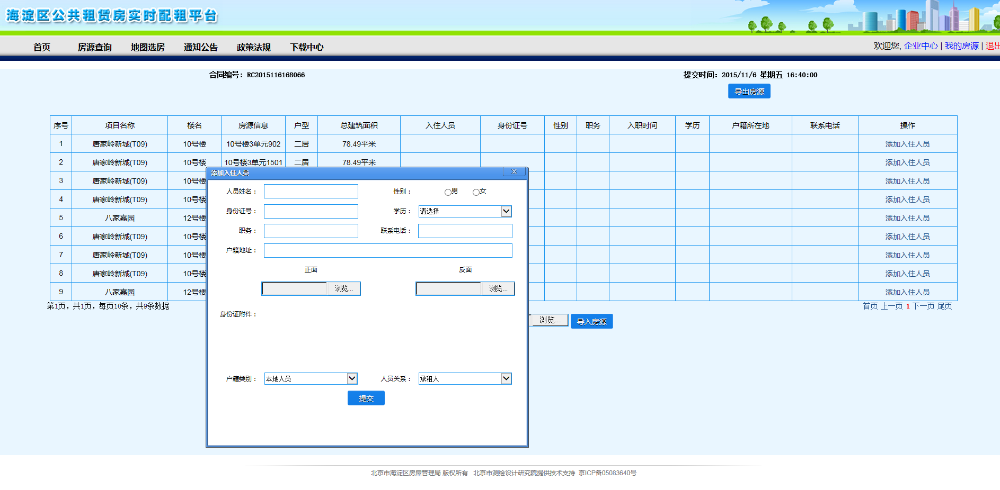 海淀区公共租赁房实时配租平台
首页 房源查询 地图选房 通知公告 政策法规 下载中心
欢迎您, 企业中心 | 我的房源 | 退出
合同编号：RC2015116168066
提交时间：2015/11/6 星期五 16:40:00
导出房源
序号 项目名称 楼名 房源信息 户型 总建筑面积 入住人员 身份证号 性别 职务 入职时间 学历 户籍所在地 联系电话 操作
1 唐家岭新城(T09) 10号楼 10号楼3单元902 二居 78.49平米 添加入住人员
2 唐家岭新城(T09) 10号楼 10号楼3单元1501 二居 78.49平米 添加入住人员
3 唐家岭新城(T09) 10号楼 添加入住人员
4 唐家岭新城(T09) 10号楼 添加入住人员
5 八家嘉园 12号楼 添加入住人员
6 唐家岭新城(T09) 10号楼 添加入住人员
7 唐家岭新城(T09) 10号楼 添加入住人员
8 唐家岭新城(T09) 10号楼 添加入住人员
9 八家嘉园 12号楼 添加入住人员
第1页，共1页，每页10条，共9条数据
首页 上一页 1 下一页 尾页
浏览... 导入房源
添加入住人员
人员姓名： 性别： 男 女
身份证号： 学历： 请选择
职务： 联系电话：
户籍地址：
正面 反面
浏览... 浏览...
身份证附件：
户籍类别： 本地人员 人员关系： 承租人
提交
北京市海淀区房屋管理局 版权所有 北京市测绘设计研究院提供技术支持 京ICP备05083640号